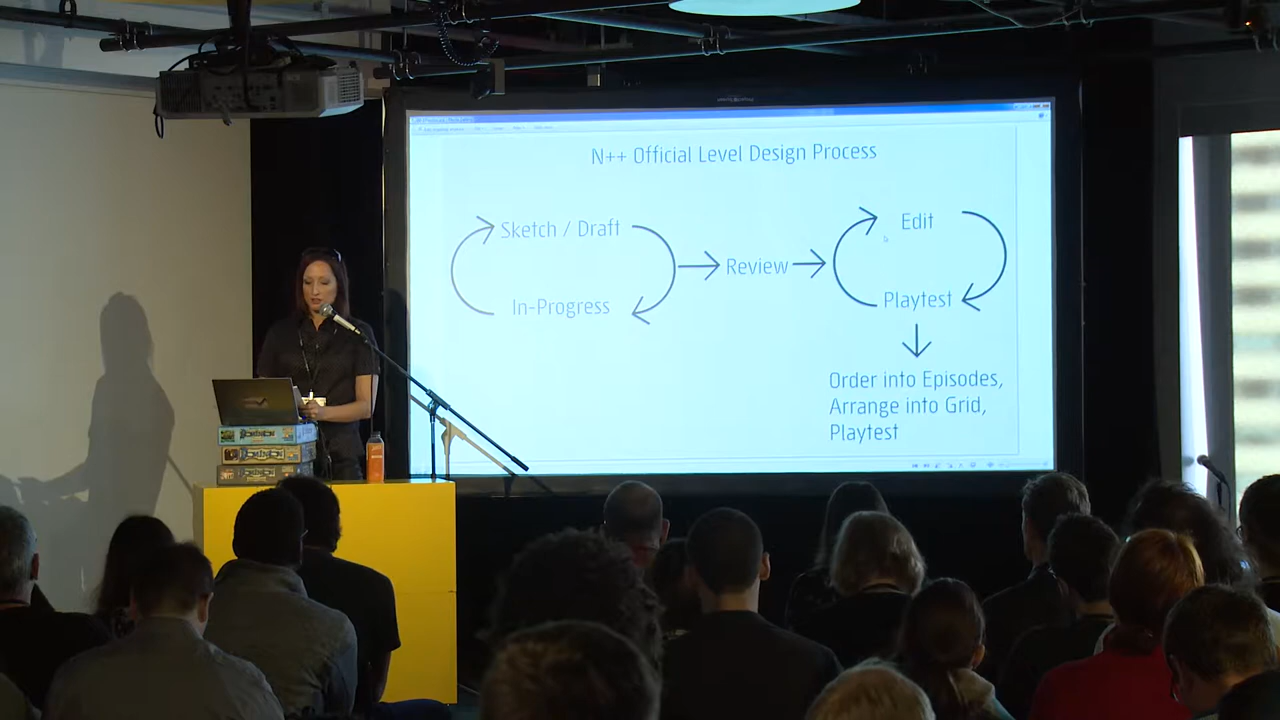 N++ Official Level Design Process
Sketch / Draft
In-Progress
Review
Edit
Playtest
Order into Episodes,
Arrange into Grid,
Playtest